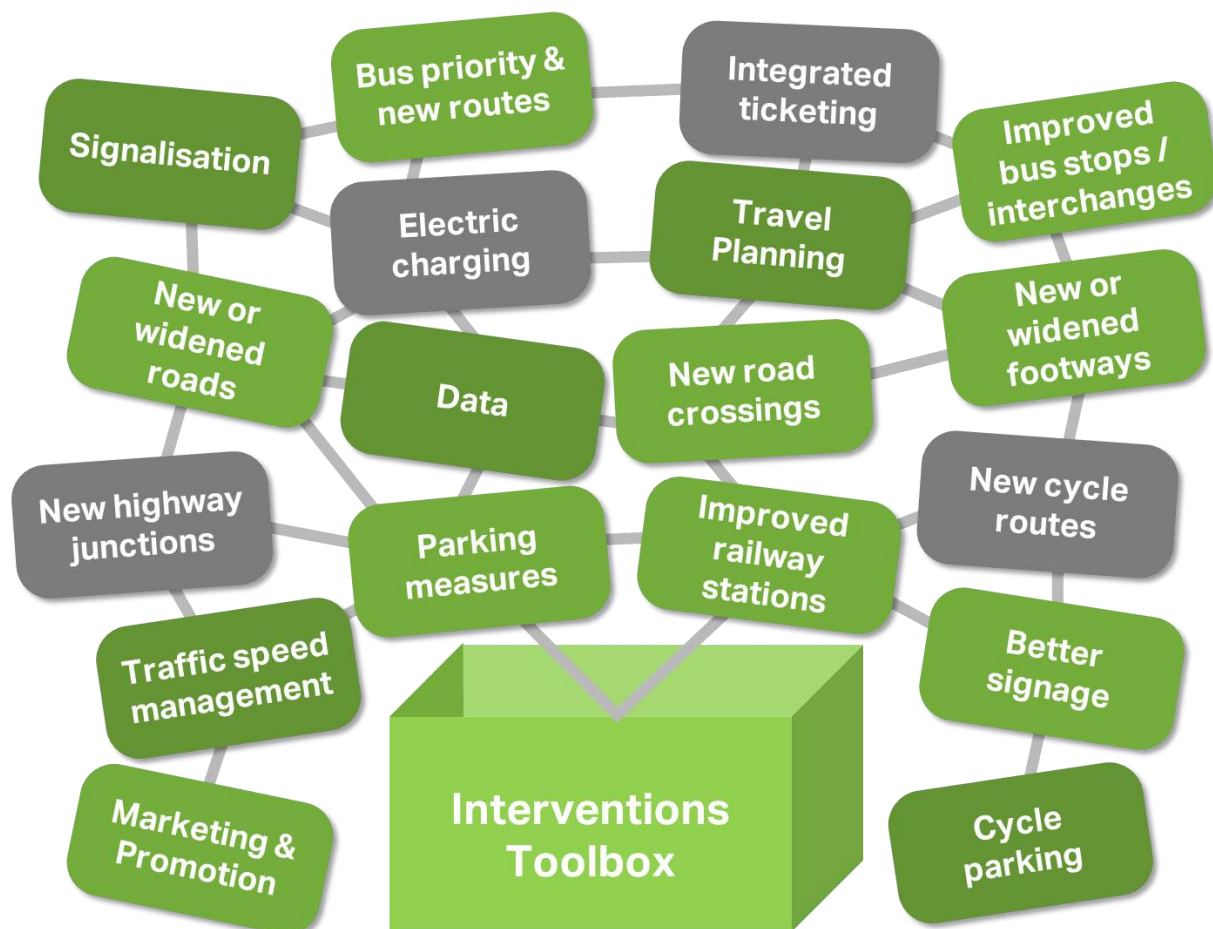 Bus priority &
new routes
Integrated
ticketing
Signalisation
Improved
bus stops /
interchanges
Electric
charging
Travel
Planning
New or
widened
roads
New or
widened
footways
Data
New road
crossings
New highway
junctions
Parking
measures
Improved
railway
stations
New cycle
routes
Traffic speed
management
Better
signage
Marketing &
Promotion
Interventions
Toolbox
Cycle
parking